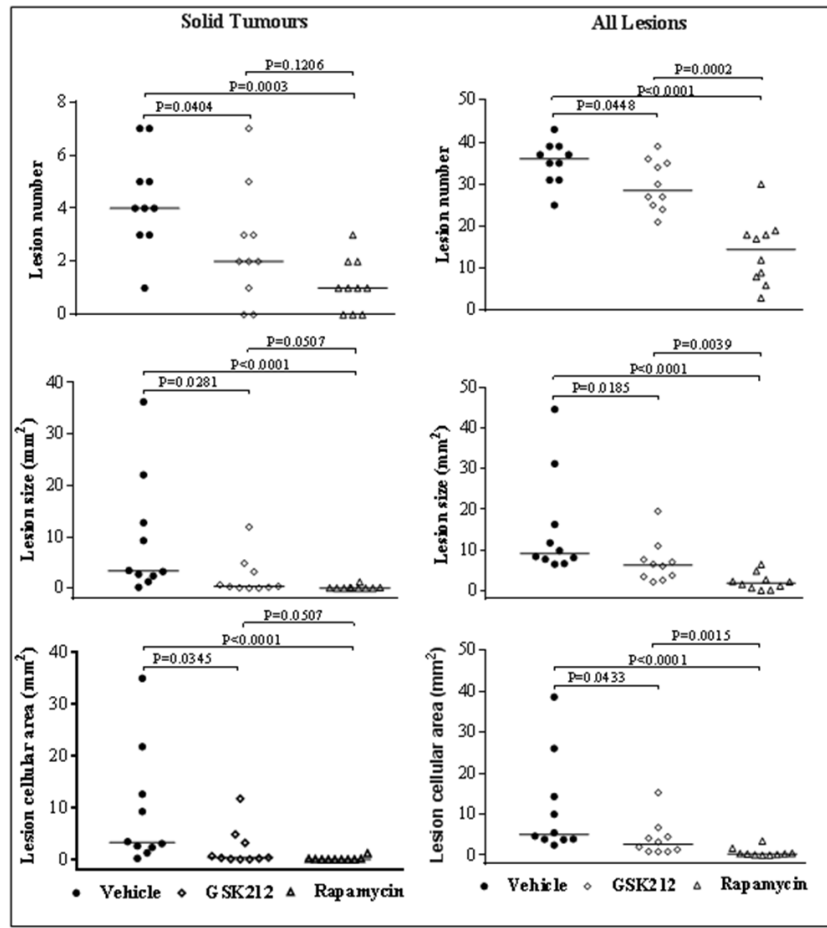 Solid Tumours
All Lesions
P=0.1206
P=0.0003
P=0.0404
8
6
4
2
0
Lesion number
P=0.0002
P<0.0001
P=0.0448
50
40
30
20
10
0
Lesion number
P=0.0507
P<0.0001
P=0.0281
40
30
20
10
0
Lesion size (mm²)
P=0.0039
P<0.0001
P=0.0185
50
40
30
20
10
0
Lesion size (mm²)
P=0.0507
P<0.0001
P=0.0345
40
30
20
10
0
Lesion cellular area (mm²)
P=0.0015
P<0.0001
P=0.0433
50
40
30
20
10
0
Lesion cellular area (mm²)
Vehicle GSK212 Rapamycin
Vehicle GSK212 Rapamycin